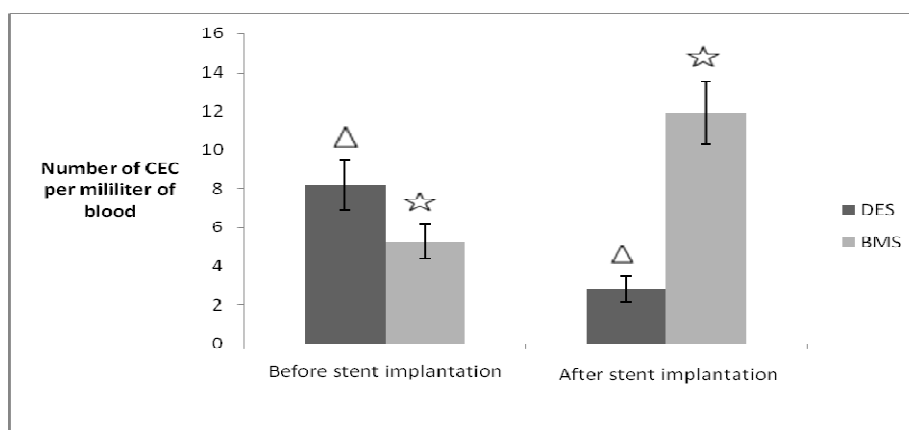 16
14
12
10
8
6
4
2
0
Number of CEC
per mililiter of
blood
Before stent implantation
After stent implantation
DES
BMS